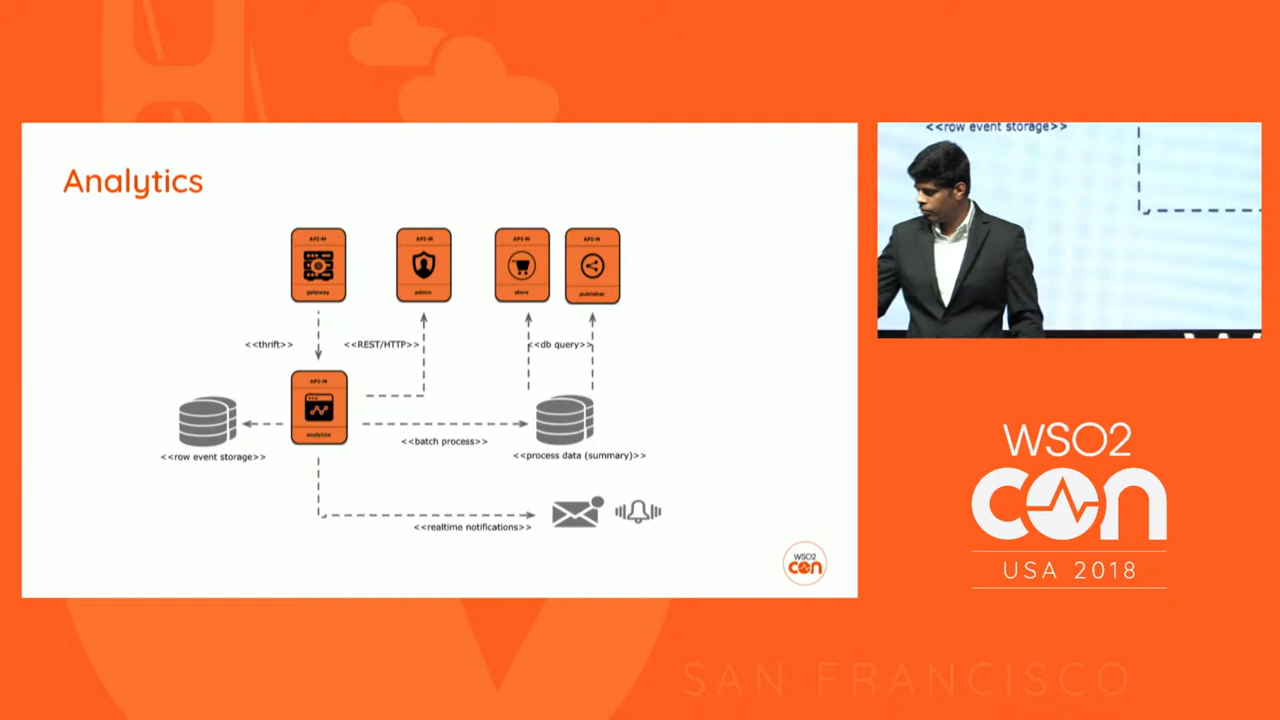 Analytics
API-M
gateway
API-M
admin
API-M
store
API-M
publisher
<<thrift>>
<<REST/HTTP>>
<<db query>>
API-M
analytics
<<batch process>>
<<row event storage>>
<<process data (summary)>>
<<realtime notifications>>
WSO2
con
<<row event storage>>
WSO2
con
USA 2018
SAN FRANCISCO